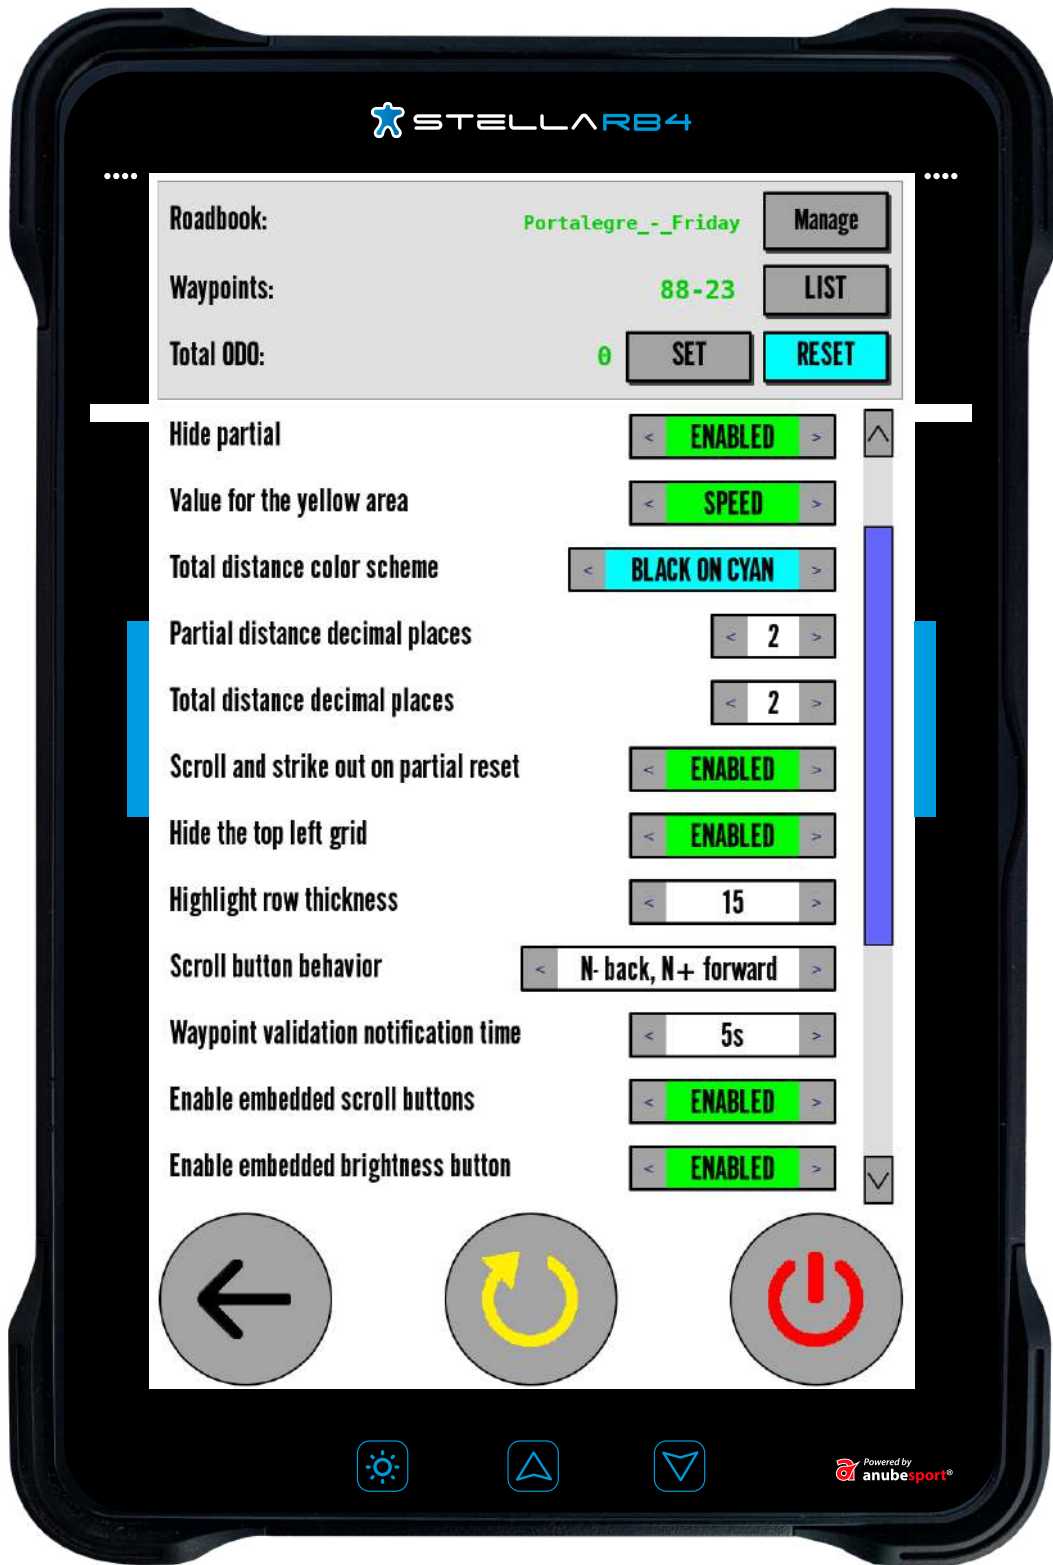 STELLARB4
Roadbook: Portalegre_-_Friday Manage
Waypoints: 88-23 LIST
Total ODO: 0 SET RESET
Hide partial < ENABLED >
Value for the yellow area < SPEED >
Total distance color scheme < BLACK ON CYAN >
Partial distance decimal places < 2 >
Total distance decimal places < 2 >
Scroll and strike out on partial reset < ENABLED >
Hide the top left grid < ENABLED >
Highlight row thickness < 15 >
Scroll button behavior < N- back, N+ forward >
Waypoint validation notification time < 5s >
Enable embedded scroll buttons < ENABLED >
Enable embedded brightness button < ENABLED >
Powered by
anubesport®